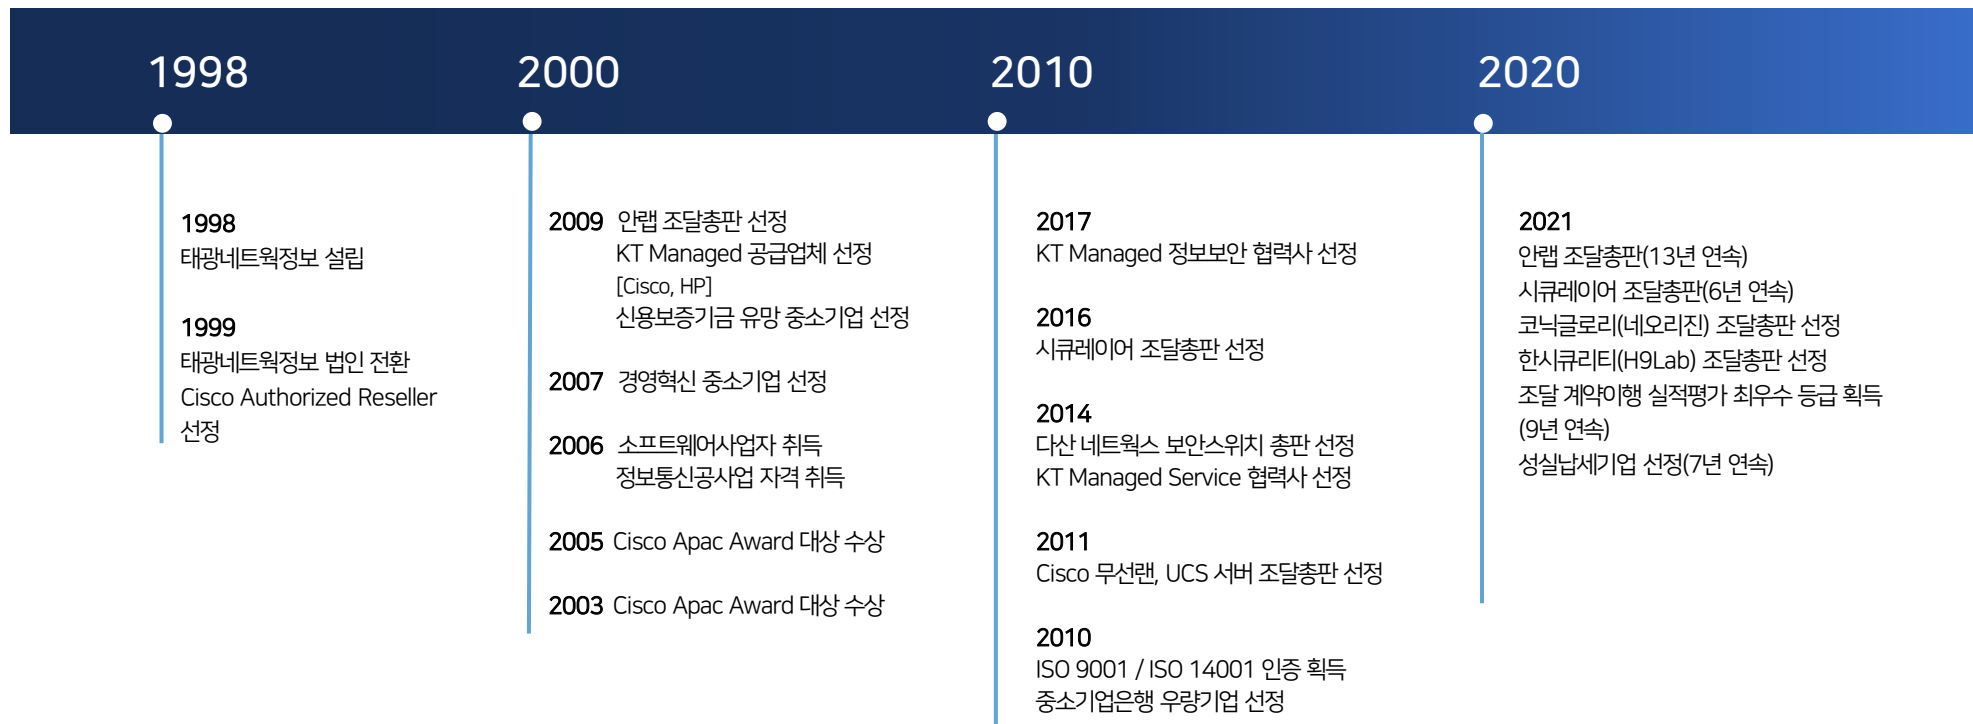 1998
2000
2010
2020
1998
태광네트웍정보 설립
1999
태광네트웍정보 법인 전환
Cisco Authorized Reseller
선정
2009 안랩 조달총판 선정
KT Managed 공급업체 선정
[Cisco, HP]
신용보증기금 유망 중소기업 선정
2007 경영혁신 중소기업 선정
2006 소프트웨어사업자 취득
정보통신공사업 자격 취득
2005 Cisco Apac Award 대상 수상
2003 Cisco Apac Award 대상 수상
2017
KT Managed 정보보안 협력사 선정
2016
시큐레이어 조달총판 선정
2014
다산 네트웍스 보안스위치 총판 선정
KT Managed Service 협력사 선정
2011
Cisco 무선랜, UCS 서버 조달총판 선정
2010
ISO 9001 / ISO 14001 인증 획득
중소기업은행 우량기업 선정
2021
안랩 조달총판(13년 연속)
시큐레이어 조달총판(6년 연속)
코닉글로리(네오리진) 조달총판 선정
한시큐리티(H9Lab) 조달총판 선정
조달 계약이행 실적평가 최우수 등급 획득
(9년 연속)
성실납세기업 선정(7년 연속)